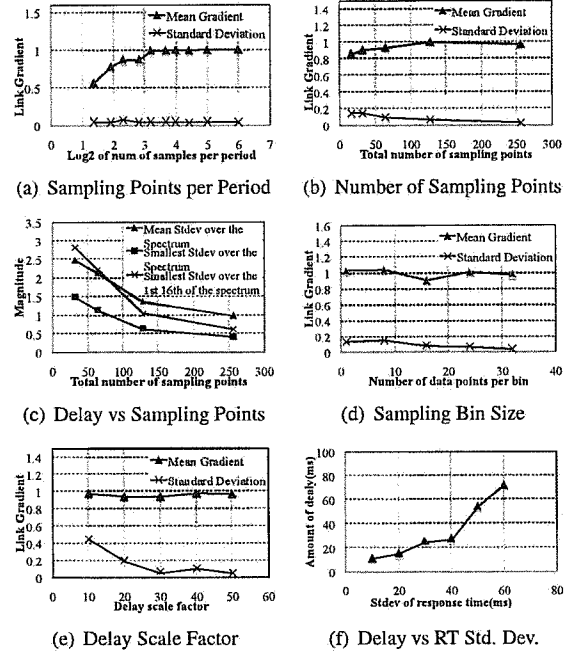 Link Gradient
1.5
1
0.5
0
Mean Gradient
Standard Deviation
0 1 2 3 4 5 6 7
Log2 of num of samples per period
(a) Sampling Points per Period
Link Gradient
1.4
1.2
1
0.8
0.6
0.4
0.2
0
Mean Gradient
Standard Deviation
0 50 100 150 200 250 300
Total number of sampling points
(b) Number of Sampling Points
Magnitude
3.5
3
2.5
2
1.5
1
0.5
0
Mean Stdev over the
Spectrum
Smallest Stdev over the
Spectrum
Smallest Stdev over the
1st 16th of the spectrum
0 50 100 150 200 250 300
Total number of sampling points
(c) Delay vs Sampling Points
Link Gradient
1.6
1.4
1.2
1
0.8
0.6
0.4
0.2
0
Mean Gradient
Standard Deviation
0 10 20 30 40
Number of data points per bin
(d) Sampling Bin Size
Link Gradient
1.4
1.2
1
0.8
0.6
0.4
0.2
0
Mean Gradient
Standard Deviation
0 10 20 30 40 50 60
Delay scale factor
(e) Delay Scale Factor
Amount of dealy(ms)
100
80
60
40
20
0
0 20 40 60 80
Stdev of response time(ms)
(f) Delay vs RT Std. Dev.